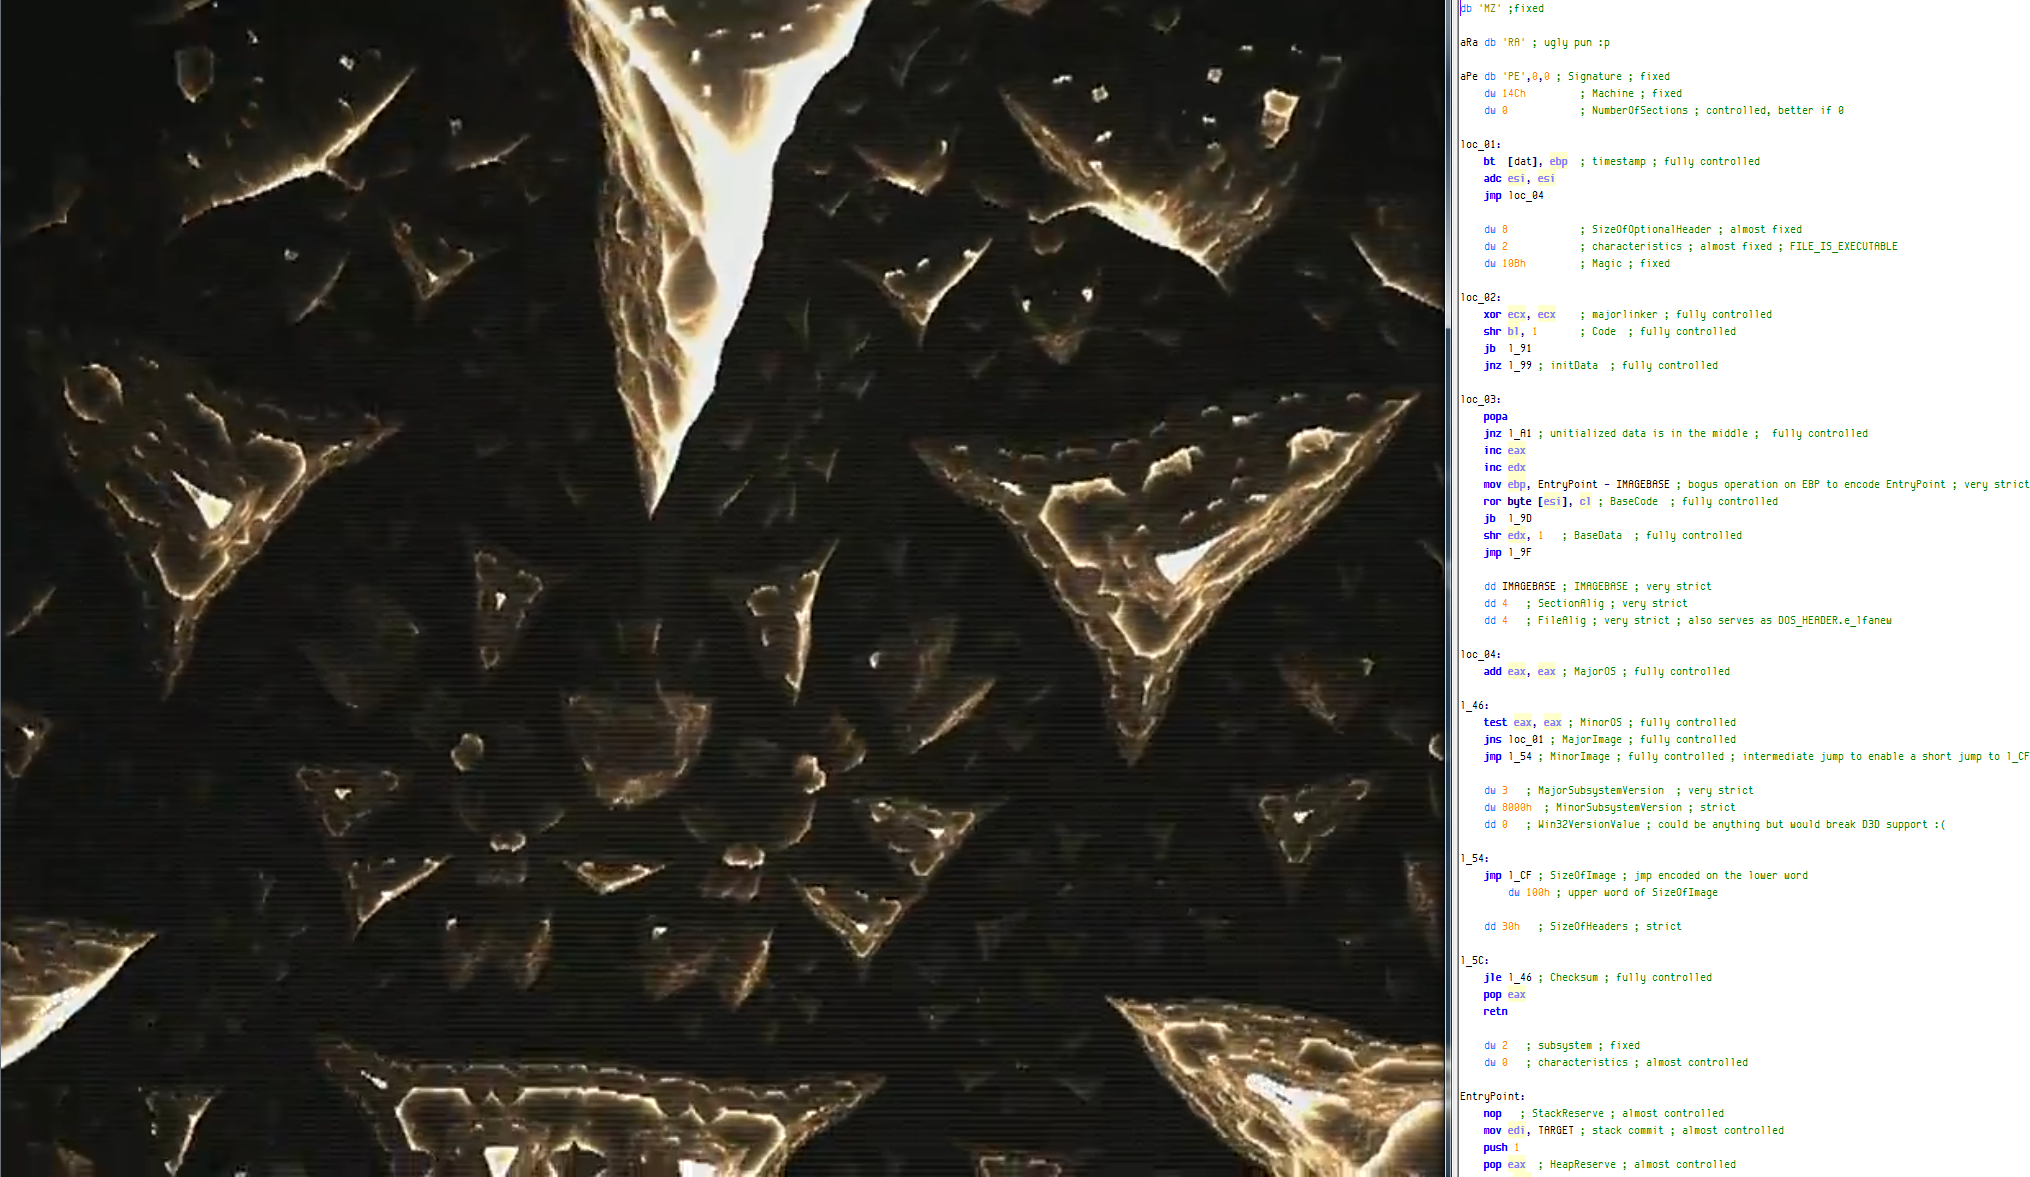 db 'MZ' ;fixed
aRa db 'RA' ; ugly pun :p
aPe db 'PE',0,0 ; Signature ; fixed
dw 14Ch ; Machine ; fixed
dw 0 ; NumberOfSections ; controlled, better if 0
loc_01:
bt [dat], ebp ; timestamp ; fully controlled
adc esi, esi
jmp loc_04
dw 8 ; SizeOfOptionalHeader ; almost fixed
dw 2 ; characteristics ; almost fixed ; FILE_IS_EXECUTABLE
dw 10Bh ; Magic ; fixed
loc_02:
xor ecx, ecx ; majorlinker ; fully controlled
shr bl, 1 ; Code ; fully controlled
jb l_91
jnz l_99 ; initData ; fully controlled
loc_03:
popa
jnz l_A1 ; unitialized data is in the middle ; fully controlled
inc eax
inc edx
mov ebp, EntryPoint - IMAGEBASE ; bogus operation on EBP to encode EntryPoint ; very strict
ror byte [esi], cl ; BaseCode ; fully controlled
jb l_9D
shr edx, 1 ; BaseData ; fully controlled
jmp l_9F
dd IMAGEBASE ; IMAGEBASE ; very strict
dd 4 ; SectionAlig ; very strict
dd 4 ; FileAlig ; very strict ; also serves as DOS_HEADER.e_lfanew
loc_04:
add eax, eax ; MajorOS ; fully controlled
l_46:
test eax, eax ; MinorOS ; fully controlled
jns loc_01 ; MajorImage ; fully controlled
jmp l_54 ; MinorImage ; fully controlled ; intermediate jump to enable a short jump to l_CF
dw 3 ; MajorSubsystemVersion ; very strict
dw 8000h ; MinorSubsystemVersion ; strict
dd 0 ; Win32VersionValue ; could be anything but would break D3D support :(
l_54:
jmp l_CF ; SizeOfImage ; jmp encoded on the lower word
dw 100h ; upper word of SizeOfImage
dd 30h ; SizeOfHeaders ; strict
l_5C:
jle l_46 ; Checksum ; fully controlled
pop eax
retn
dw 2 ; subsystem ; fixed
dw 0 ; characteristics ; almost controlled
EntryPoint:
nop ; StackReserve ; almost controlled
mov edi, TARGET ; stack commit ; almost controlled
push 1
pop eax ; HeapReserve ; almost controlled